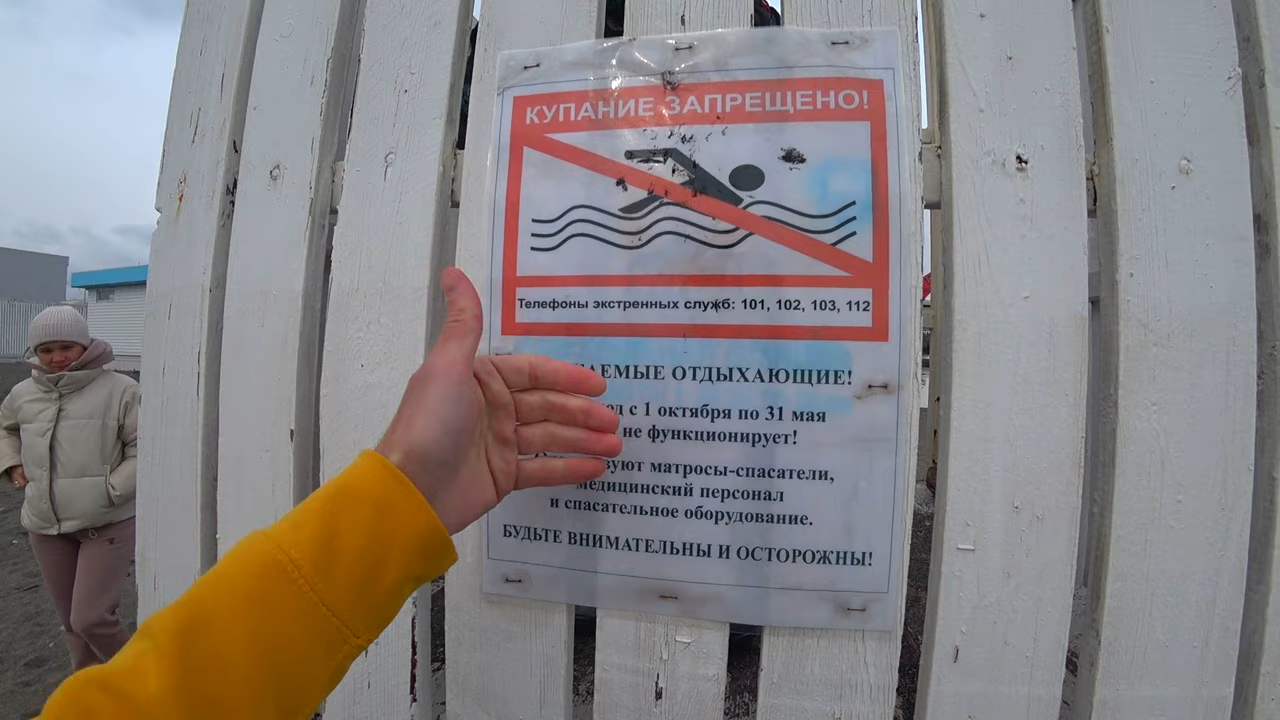 КУПАНИЕ ЗАПРЕЩЕНО!
Телефоны экстренных служб: 101, 102, 103, 112
ОТДЫХАЮЩИЕ!
с 1 октября по 31 мая
не функционирует!
матросы-спасатели,
медицинский персонал
и спасательное оборудование.
БУДЬТЕ ВНИМАТЕЛЬНЫ И ОСТОРОЖНЫ!